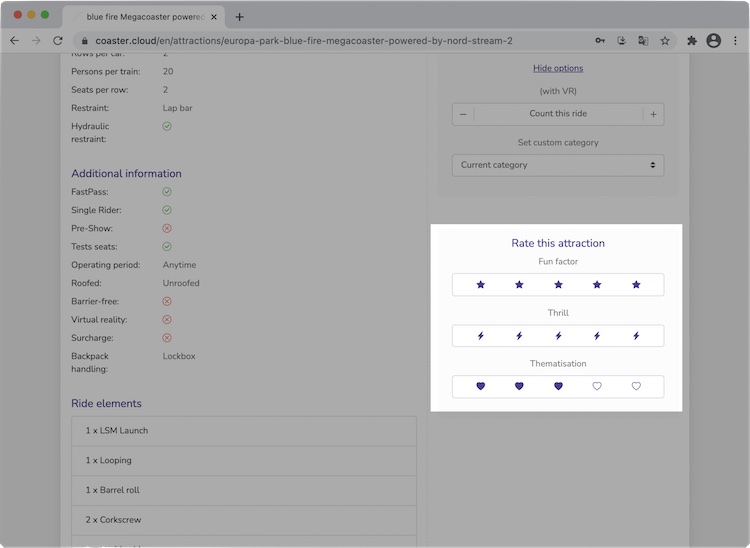 blue fire Megacoaster powered
coaster.cloud/en/attractions/europa-park-blue-fire-megacoaster-powered-by-nord-stream-2
Rows per car: 2
Persons per train: 20
Seats per row: 2
Restraint: Lap bar
Hydraulic
restraint:
Additional information
FastPass:
Single Rider:
Pre-Show:
Tests seats:
Operating period: Anytime
Roofed: Unroofed
Barrier-free:
Virtual reality:
Surcharge:
Backpack Lockbox
handling:
Ride elements
1 x LSM Launch
1 x Looping
1 x Barrel roll
2 x Corkscrew
Hide options
(with VR)
− Count this ride +
Set custom category
Current category
Rate this attraction
Fun factor
Thrill
Thematisation